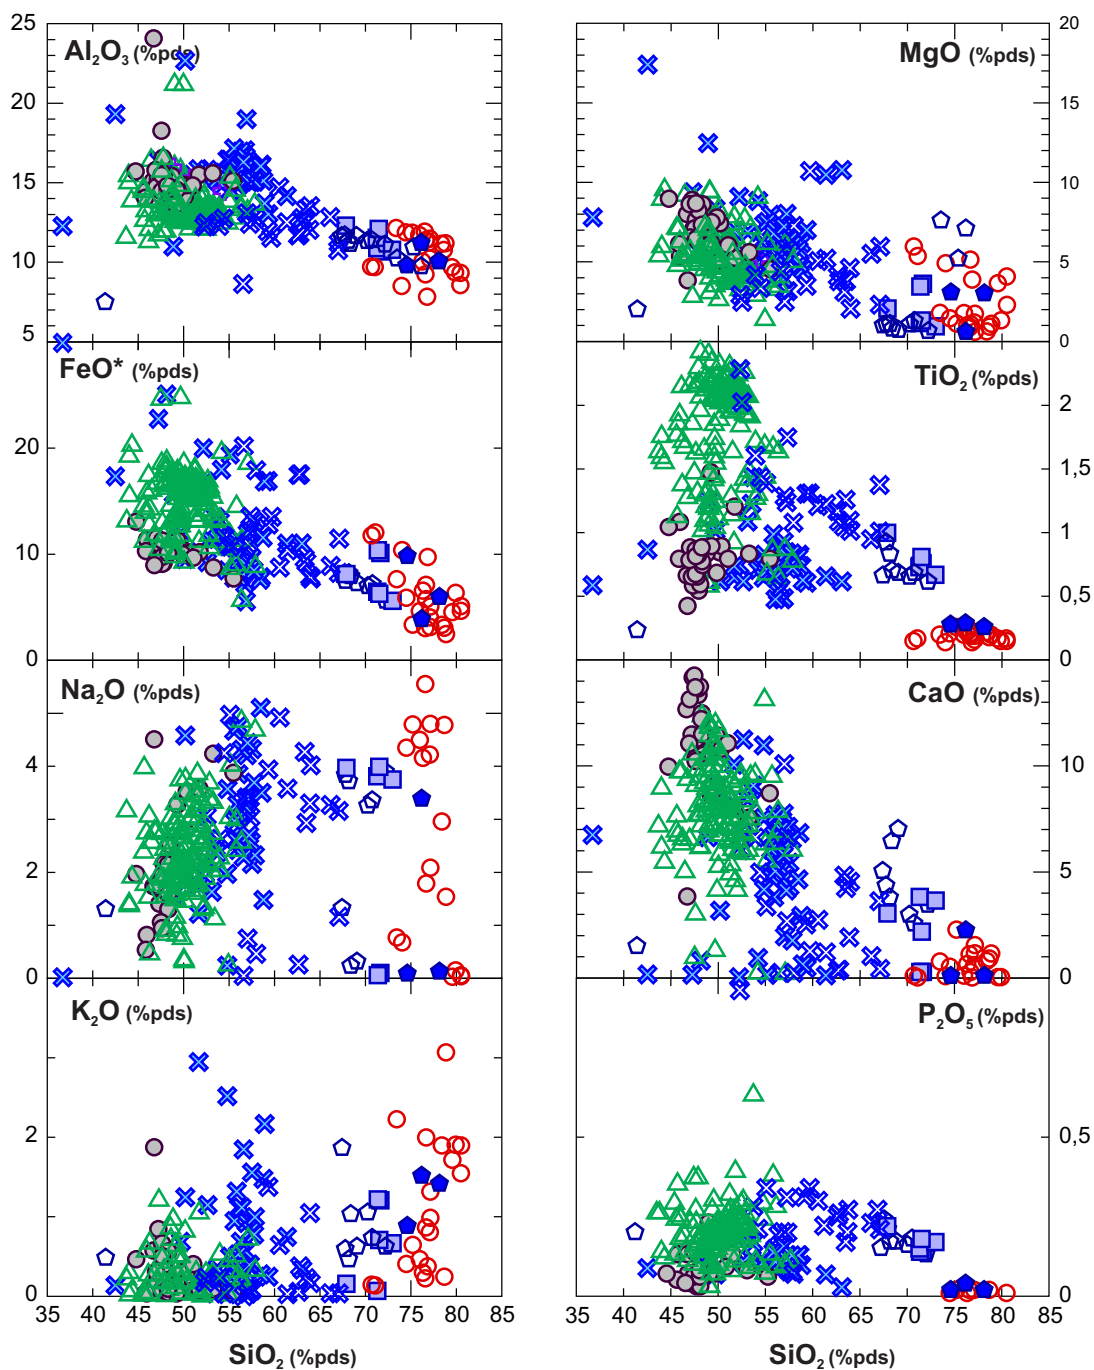 Al₂O₃ (%pds)
25
20
15
10
5
MgO (%pds)
20
15
10
5
0
FeO* (%pds)
20
10
0
TiO₂ (%pds)
2
1,5
1
0,5
0
Na₂O (%pds)
4
2
0
CaO (%pds)
10
5
0
K₂O (%pds)
2
0
P₂O₅ (%pds)
0,5
0
35 40 45 50 55 60 65 70 75 80 85
35 40 45 50 55 60 65 70 75 80 85
SiO₂ (%pds)
SiO₂ (%pds)